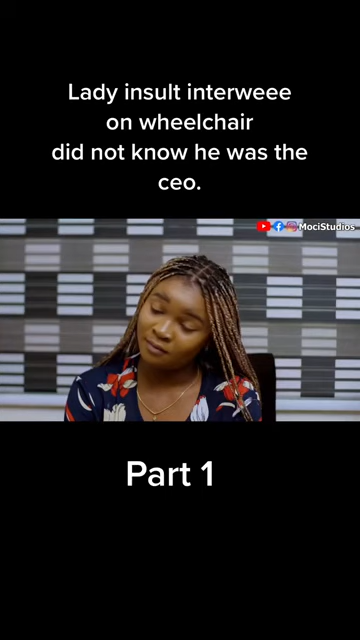 Lady insult interweee
on wheelchair
did not know he was the
ceo.
MociStudios
Part 1